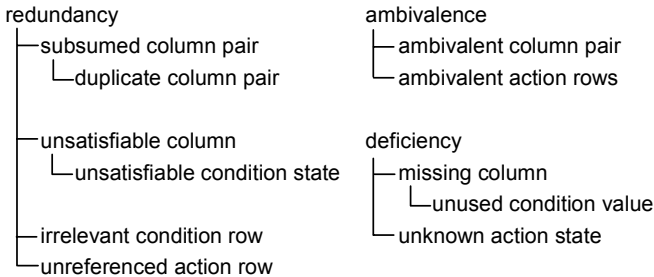 redundancy
subsumed column pair
duplicate column pair
unsatisfiable column
unsatisfiable condition state
irrelevant condition row
unreferenced action row
ambivalence
ambivalent column pair
ambivalent action rows
deficiency
missing column
unused condition value
unknown action state